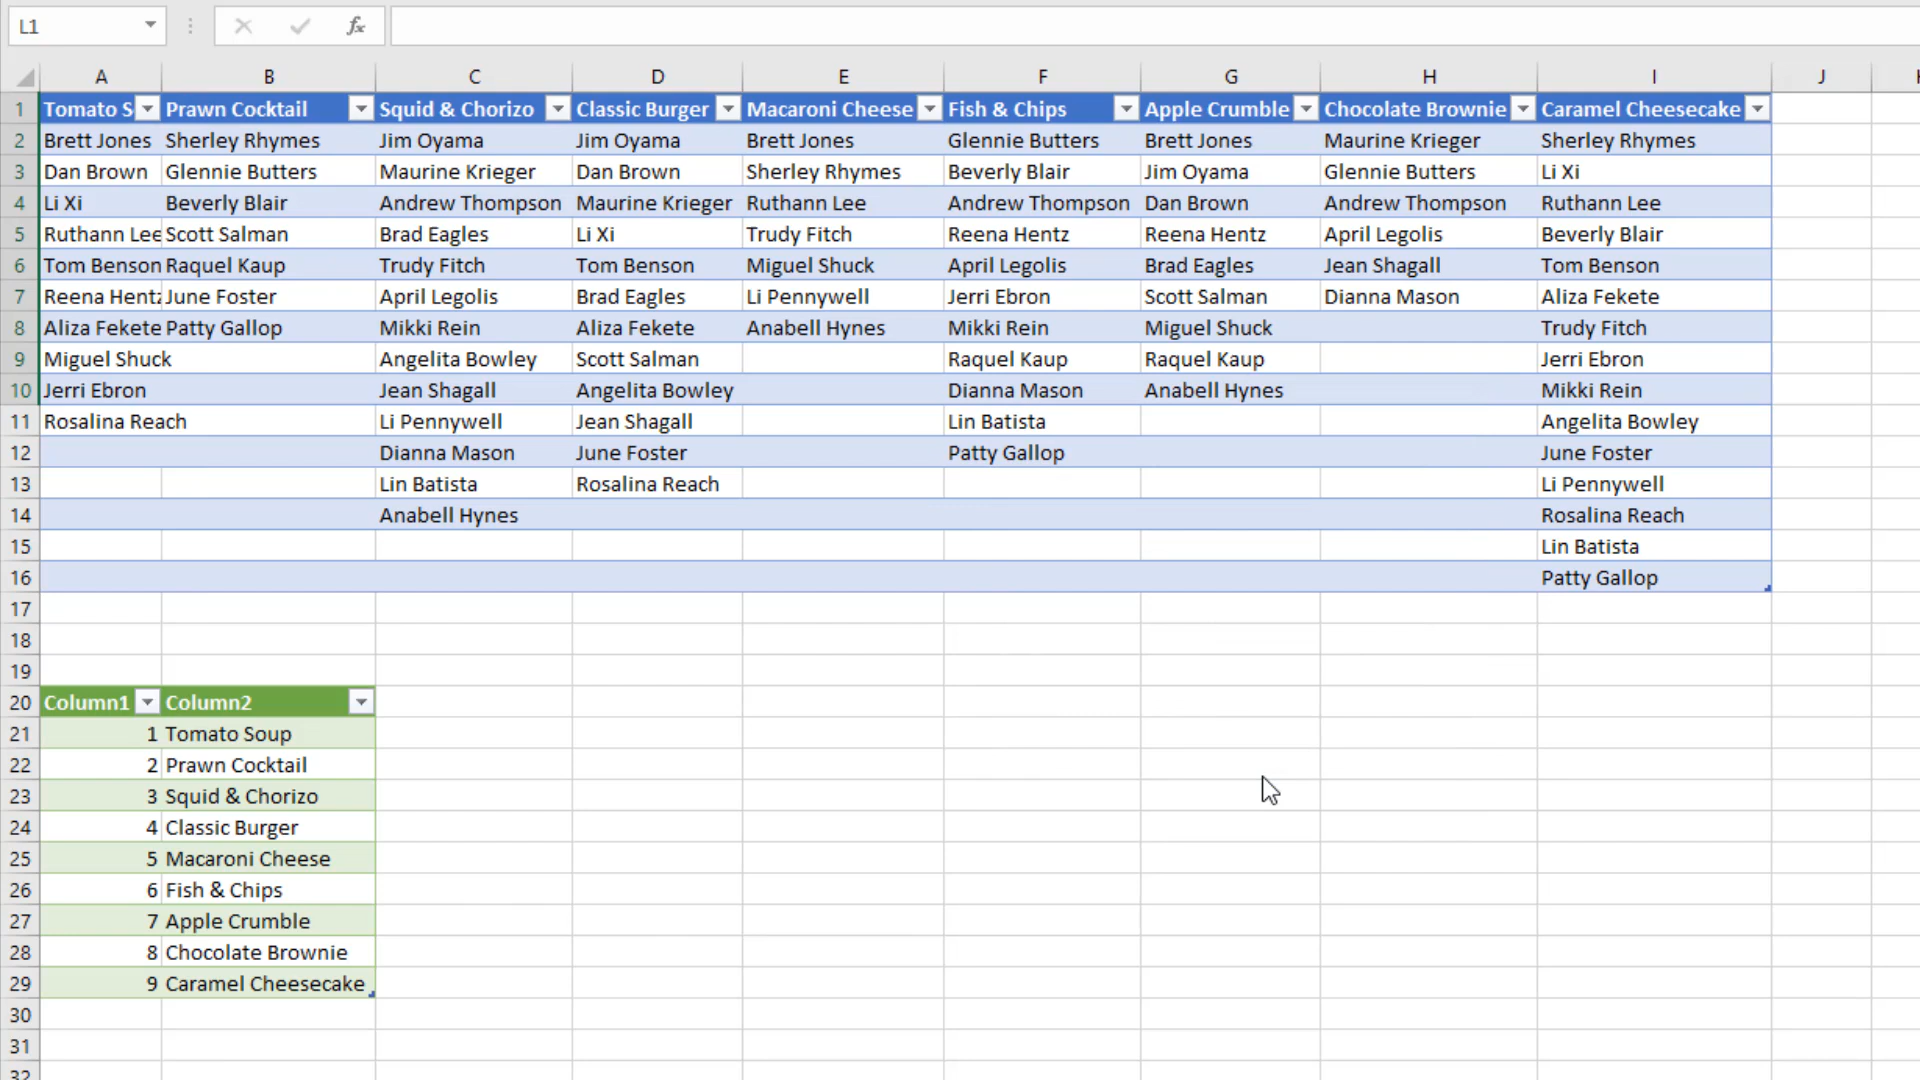 L1 fx
A B C D E F G H I J
1 Tomato S Prawn Cocktail Squid & Chorizo Classic Burger Macaroni Cheese Fish & Chips Apple Crumble Chocolate Brownie Caramel Cheesecake
2 Brett Jones Sherley Rhymes Jim Oyama Jim Oyama Brett Jones Glennie Butters Brett Jones Maurine Krieger Sherley Rhymes
3 Dan Brown Glennie Butters Maurine Krieger Dan Brown Sherley Rhymes Beverly Blair Jim Oyama Glennie Butters Li Xi
4 Li Xi Beverly Blair Andrew Thompson Maurine Krieger Ruthann Lee Andrew Thompson Dan Brown Andrew Thompson Ruthann Lee
5 Ruthann Lee Scott Salman Brad Eagles Li Xi Trudy Fitch Reena Hentz Reena Hentz April Legolis Beverly Blair
6 Tom Benson Raquel Kaup Trudy Fitch Tom Benson Miguel Shuck April Legolis Brad Eagles Jean Shagall Tom Benson
7 Reena Hentz June Foster April Legolis Brad Eagles Li Pennywell Jerri Ebron Scott Salman Dianna Mason Aliza Fekete
8 Aliza Fekete Patty Gallop Mikki Rein Aliza Fekete Anabell Hynes Mikki Rein Miguel Shuck Trudy Fitch
9 Miguel Shuck Angelita Bowley Scott Salman Raquel Kaup Raquel Kaup Jerri Ebron
10 Jerri Ebron Jean Shagall Angelita Bowley Dianna Mason Anabell Hynes Mikki Rein
11 Rosalina Reach Li Pennywell Jean Shagall Lin Batista Angelita Bowley
12 Dianna Mason June Foster Patty Gallop June Foster
13 Lin Batista Rosalina Reach Li Pennywell
14 Anabell Hynes Rosalina Reach
15 Lin Batista
16 Patty Gallop
17
18
19
20 Column1 Column2
21 1 Tomato Soup
22 2 Prawn Cocktail
23 3 Squid & Chorizo
24 4 Classic Burger
25 5 Macaroni Cheese
26 6 Fish & Chips
27 7 Apple Crumble
28 8 Chocolate Brownie
29 9 Caramel Cheesecake
30
31
32